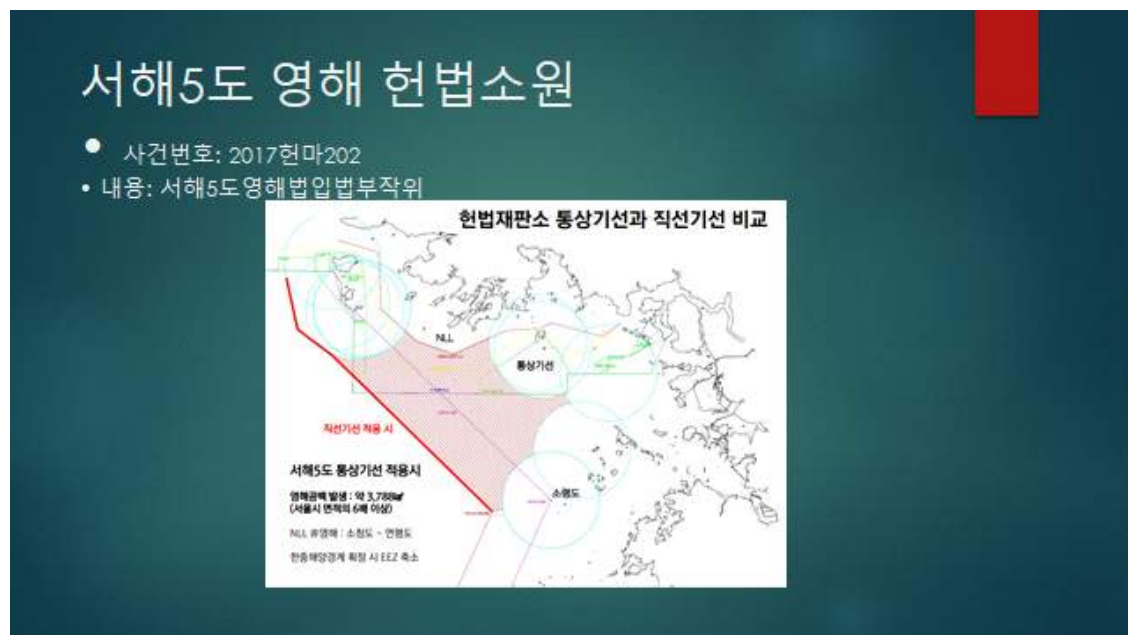 서해5도 영해 헌법소원
• 사건번호: 2017헌마202
• 내용: 서해5도영해법입법부작위
헌법재판소 통상기선과 직선기선 비교
NLL
통상기선
직선기선 적용 시
서해5도 통상기선 적용시
영해공백 발생 : 약 3,788㎢
(서울시 면적의 6배 이상)
소령도
NLL 非영해 : 소청도 ~ 연평도
한중해양경계 획정 시 EEZ 축소